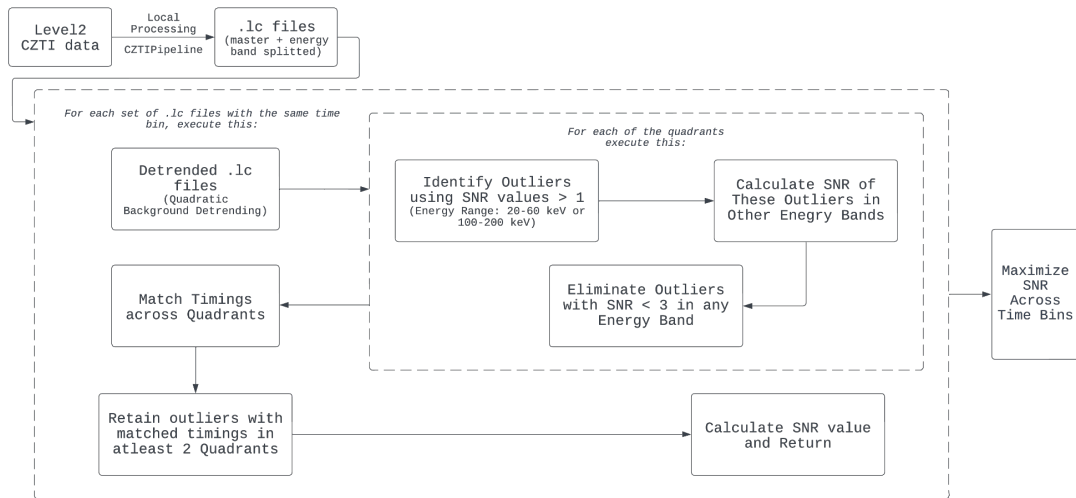 Level2
CZTI data
Local
Processing
CZTIPipeline
.lc files
(master + energy
band splitted)
For each set of .lc files with the same time
bin, execute this:
For each of the quadrants
execute this:
Detrended .lc
files
(Quadratic
Background Detrending)
Identify Outliers
using SNR values > 1
(Energy Range: 20-60 keV or
100-200 keV)
Calculate SNR of
These Outliers in
Other Enegry Bands
Eliminate Outliers
with SNR < 3 in any
Energy Band
Match Timings
across Quadrants
Maximize
SNR
Across
Time Bins
Retain outliers with
matched timings in
atleast 2 Quadrants
Calculate SNR value
and Return